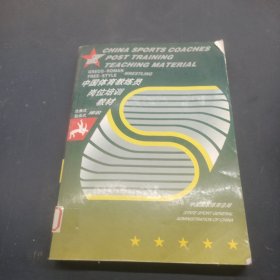 CHINA SPORTS COACHES
POST TRAINING
TEACHING MATERIAL
GRECO-ROMAN
FREE-STYLE WRESTLING
中国体育教练员
岗位培训
教材
STATE SPORT GENERAL
ADMINISTRATION OF CHINA